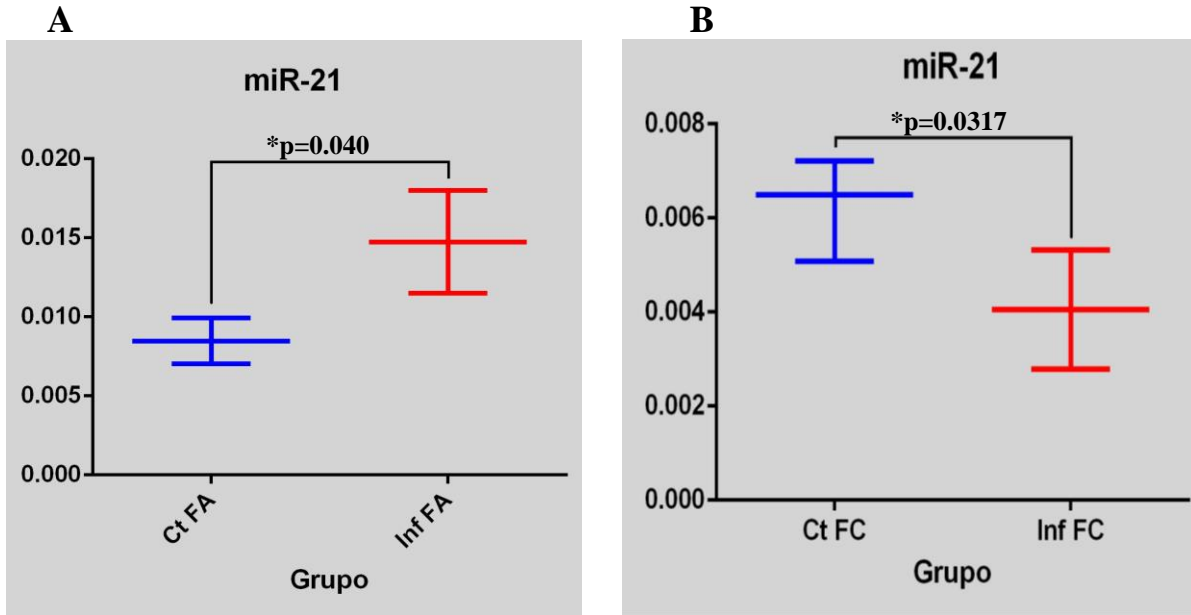 A
miR-21
*p=0.040
0.020
0.015
0.010
0.005
0.000
Ct FA
Inf FA
Grupo
B
miR-21
*p=0.0317
0.008
0.006
0.004
0.002
0.000
Ct FC
Inf FC
Grupo